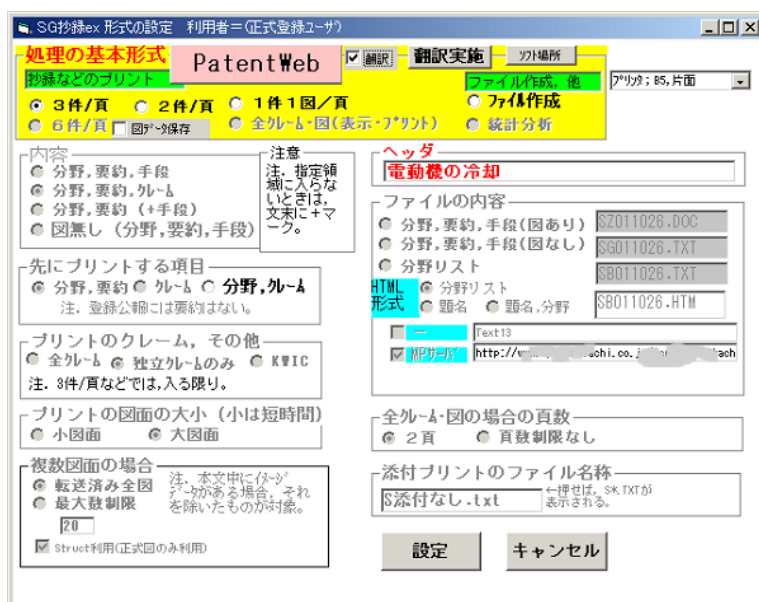 SG抄録ex 形式の設定 利用者=(正式登録ユーザ)
処理の基本形式
PatentWeb
翻訳
翻訳実施
ソフト場所
抄録などのプリント
ファイル作成, 他
プリンタ; B5, 片面
3件/頁 2件/頁 1件1図/頁
ファイル作成
6件/頁 図データ保存 全クレーム・図(表示・プリント)
統計分析
内容
分野,要約,手段
分野,要約,クレーム
分野,要約 (+手段)
図無し (分野,要約,手段)
注意
注. 指定領
域に入らな
いときは,
文末に+マ
ーク。
ヘッダ
電動機の冷却
ファイルの内容
分野,要約,手段(図あり) SZ011026.DOC
分野,要約,手段(図なし) SG011026.TXT
分野リスト SB011026.TXT
HTML
形式
分野リスト
題名 題名,分野
SB011026.HTM
ー Text13
MPサーバ http://w achi.co.j ach
先にプリントする項目
分野,要約 クレーム 分野,クレーム
注. 登録公報には要約はない。
プリントのクレーム, その他
全クレーム 独立クレームのみ KWIC
注. 3件/頁などでは,入る限り。
プリントの図面の大小 (小は短時間)
小図面 大図面
全クレーム・図の場合の頁数
2頁 頁数制限なし
複数図面の場合
転送済み全図
最大数制限
20
注. 本文中にイメージ
データがある場合, それ
を除いたものが対象。
Struct利用(正式図のみ利用)
添付プリントのファイル名称
S添付なし.txt
←押せば, S*.TXTが
表示される。
設定 キャンセル